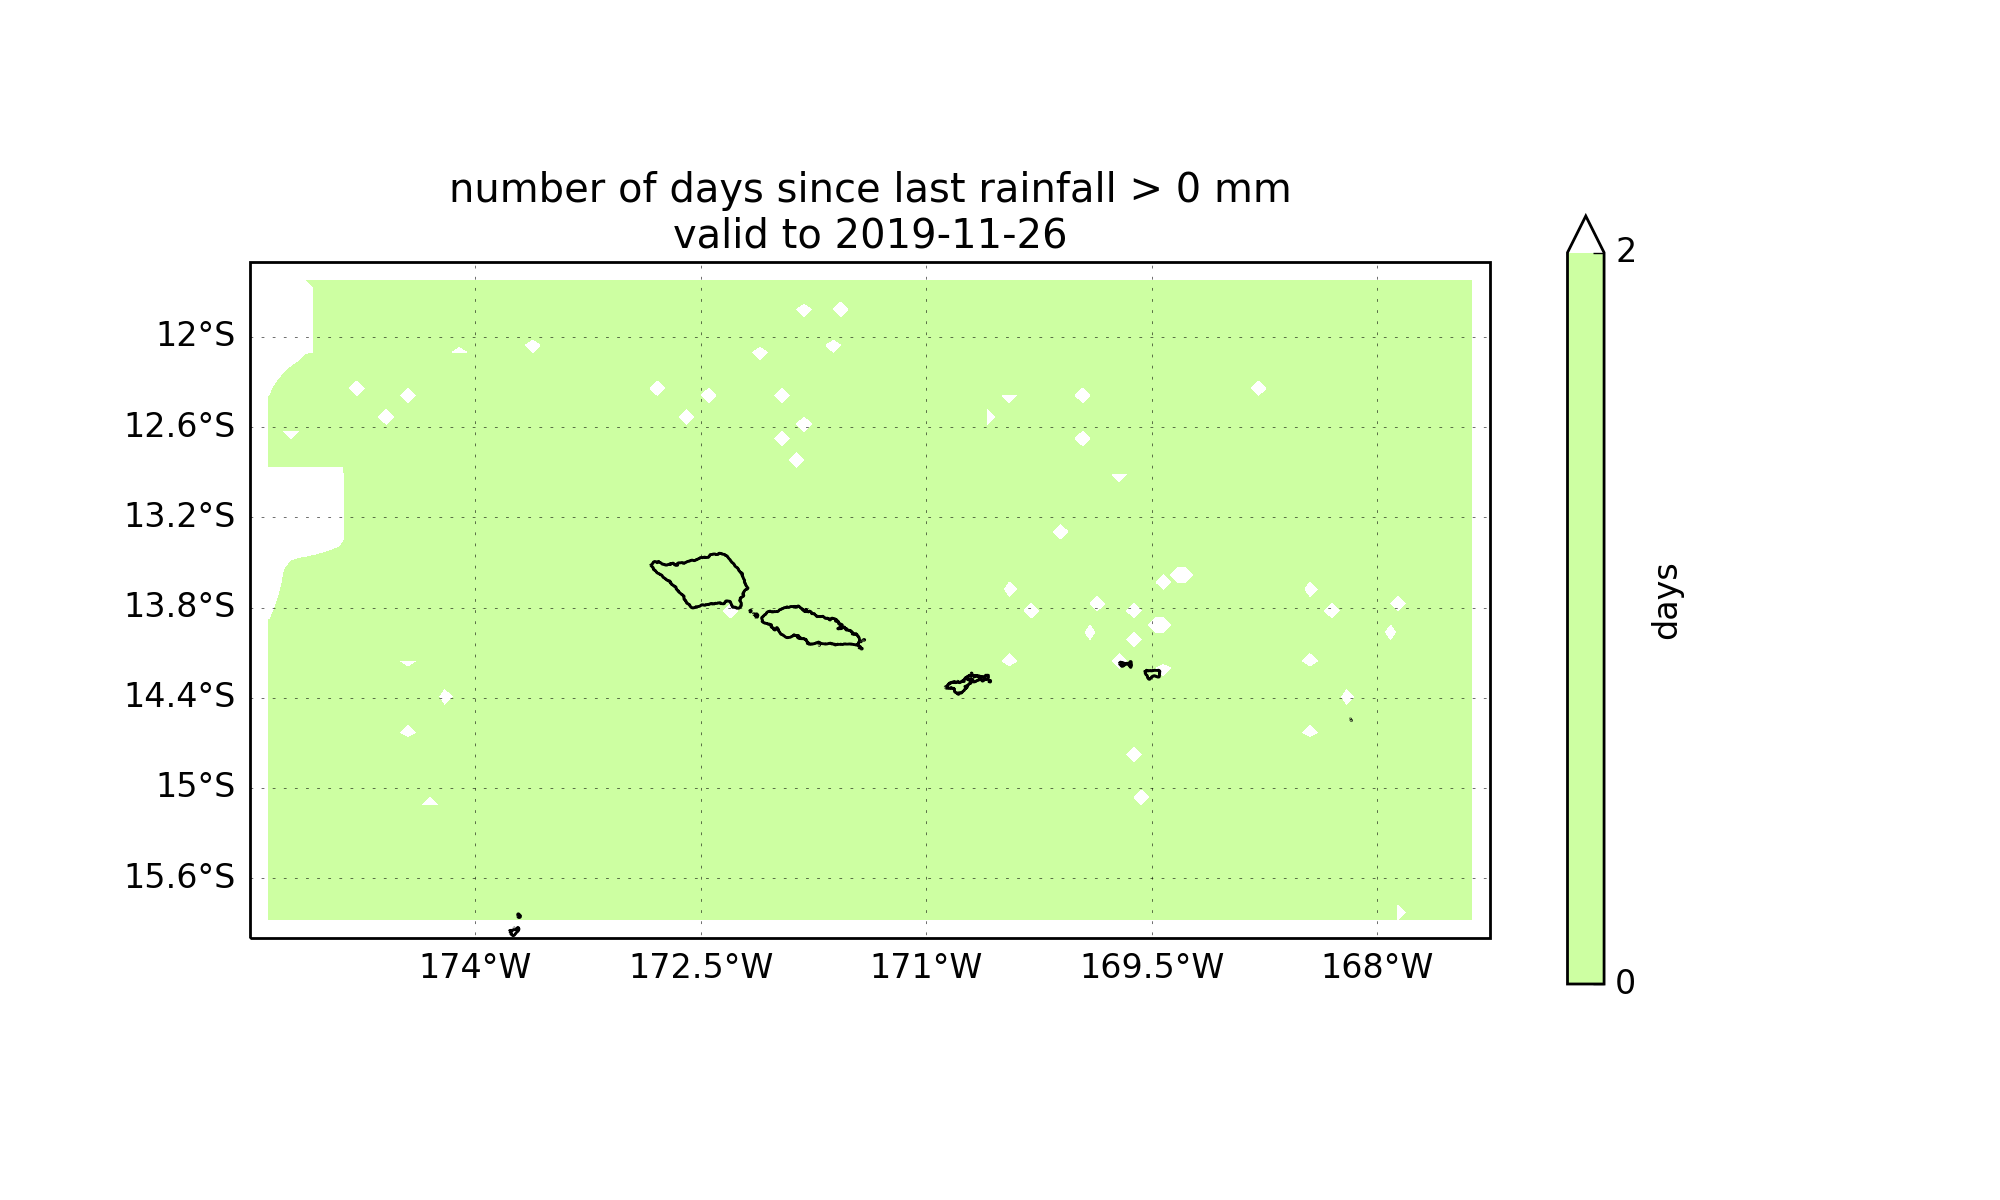 number of days since last rainfall > 0 mm
valid to 2019-11-26
2
12°S
12.6°S
13.2°S
13.8°S
14.4°S
15°S
15.6°S
174°W
172.5°W
171°W
169.5°W
168°W
0
days